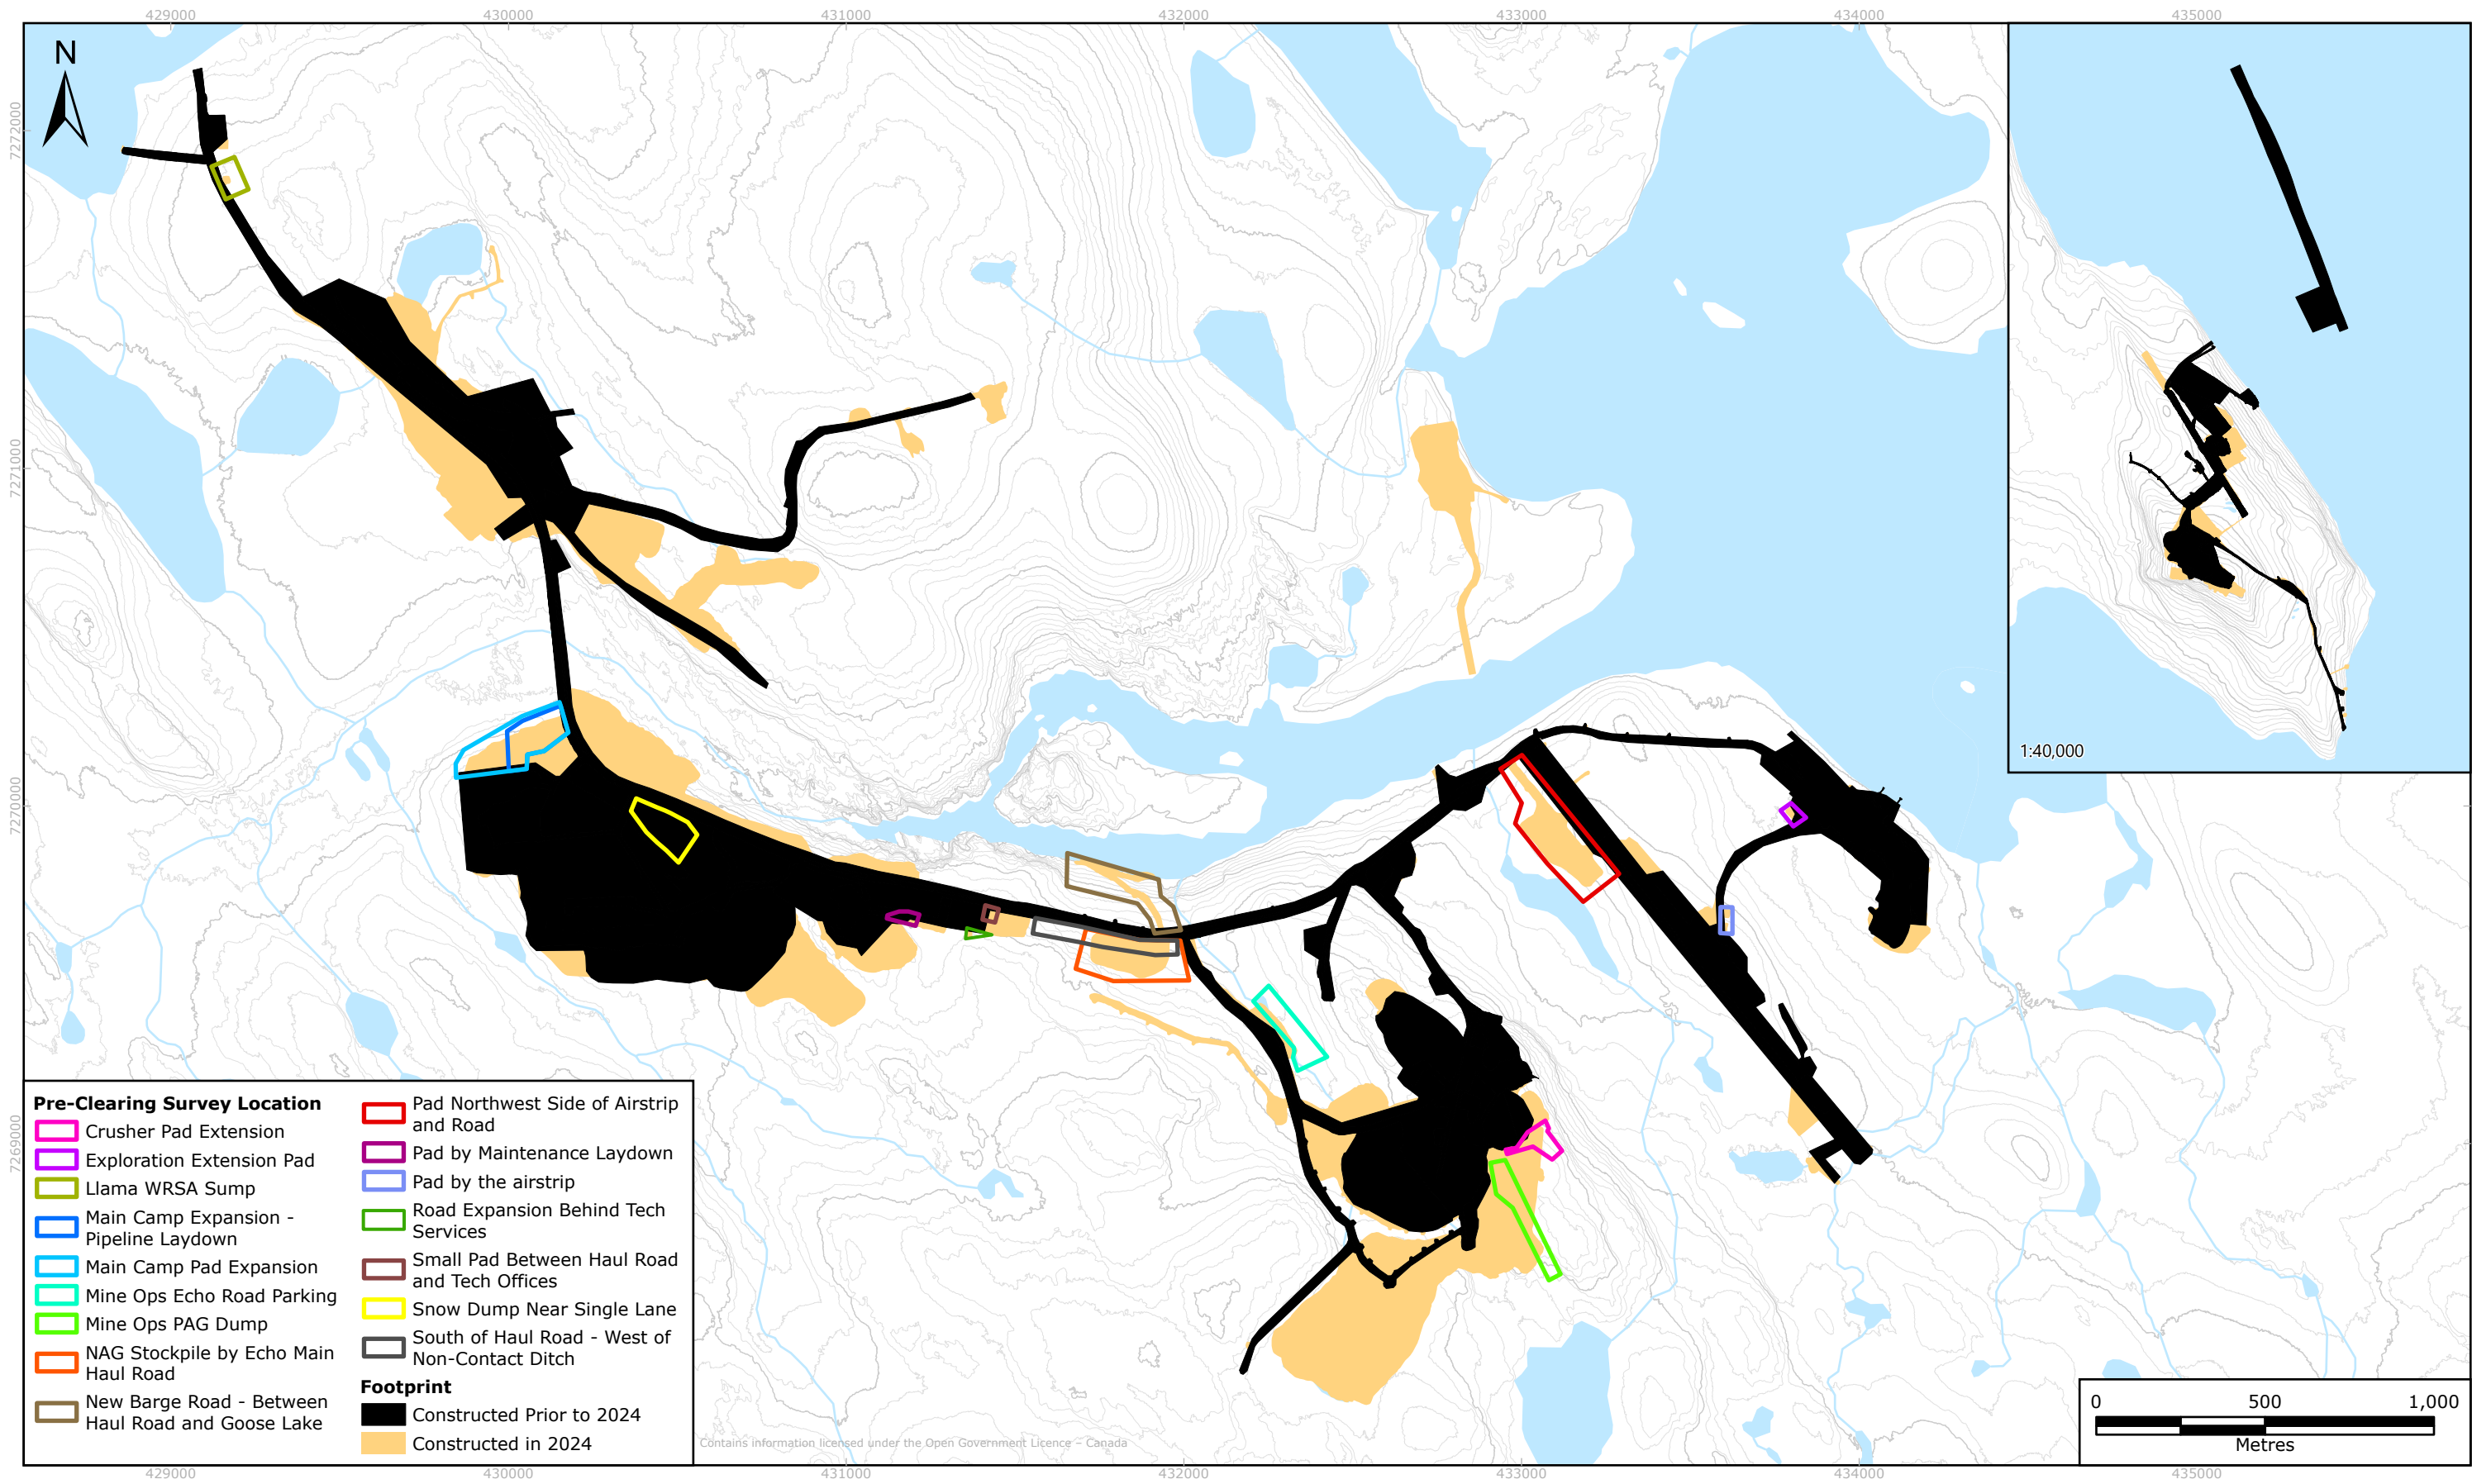 429000 430000 431000 432000 433000 434000 435000
N
7272000
7271000
7270000
7269000
1:40,000
Pre-Clearing Survey Location
Crusher Pad Extension
Exploration Extension Pad
Llama WRSA Sump
Main Camp Expansion -
Pipeline Laydown
Main Camp Pad Expansion
Mine Ops Echo Road Parking
Mine Ops PAG Dump
NAG Stockpile by Echo Main
Haul Road
New Barge Road - Between
Haul Road and Goose Lake
Pad Northwest Side of Airstrip
and Road
Pad by Maintenance Laydown
Pad by the airstrip
Road Expansion Behind Tech
Services
Small Pad Between Haul Road
and Tech Offices
Snow Dump Near Single Lane
South of Haul Road - West of
Non-Contact Ditch
Footprint
Constructed Prior to 2024
Constructed in 2024
Contains information licensed under the Open Government Licence – Canada
0 500 1,000
Metres
429000 430000 431000 432000 433000 434000 435000